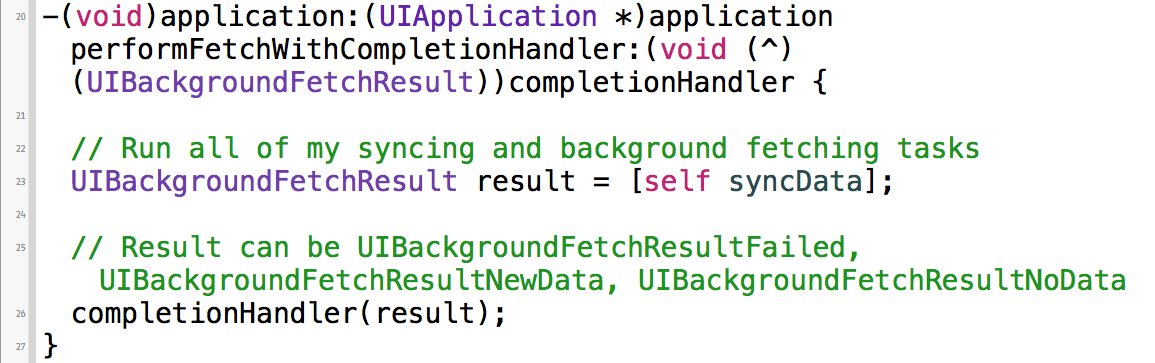 20 -(void)application:(UIApplication *)application
performFetchWithCompletionHandler:(void (^)
(UIBackgroundFetchResult))completionHandler {
21
22 // Run all of my syncing and background fetching tasks
23 UIBackgroundFetchResult result = [self syncData];
24
25 // Result can be UIBackgroundFetchResultFailed,
UIBackgroundFetchResultNewData, UIBackgroundFetchResultNoData
26 completionHandler(result);
27 }